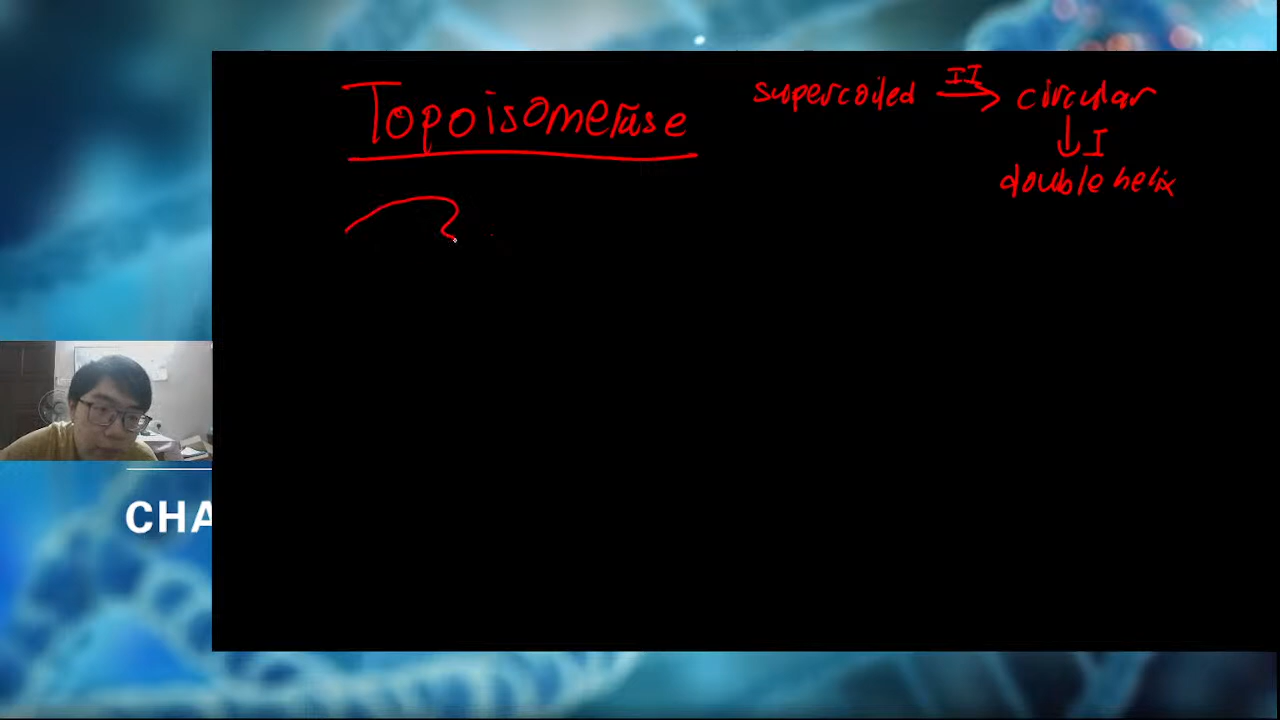 Topoisomerase
supercoiled II→ circular
↓ I
double helix
CHA